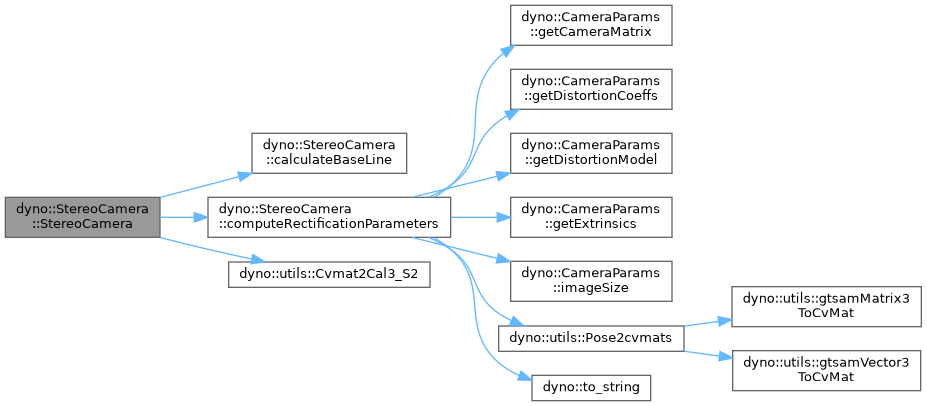 dyno::StereoCamera
::StereoCamera
dyno::StereoCamera
::calculateBaseLine
dyno::StereoCamera
::computeRectificationParameters
dyno::utils::Cvmat2Cal3_S2
dyno::CameraParams
::getCameraMatrix
dyno::CameraParams
::getDistortionCoeffs
dyno::CameraParams
::getDistortionModel
dyno::CameraParams
::getExtrinsics
dyno::CameraParams
::imageSize
dyno::utils::Pose2cvmats
dyno::to_string
dyno::utils::gtsamMatrix3
ToCvMat
dyno::utils::gtsamVector3
ToCvMat